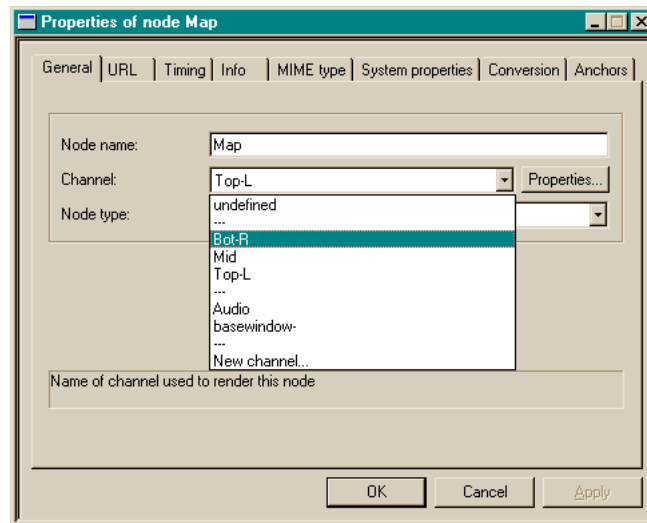 Properties of node Map
General URL Timing Info MIME type System properties Conversion Anchors
Node name: Map
Channel: Top-L Properties...
Node type:
undefined
---
Bot-R
Mid
Top-L
---
Audio
basewindow-
---
New channel...
Name of channel used to render this node
OK Cancel Apply